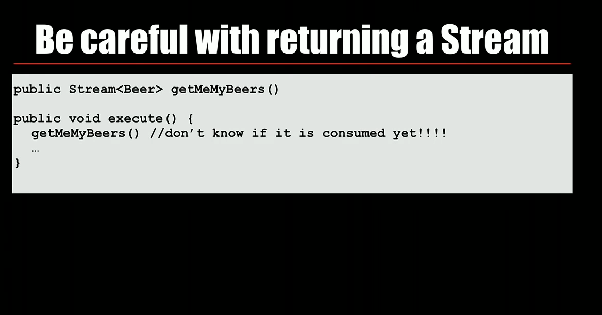 Be careful with returning a Stream
public Stream<Beer> getMeMyBeers()
public void execute() {
getMeMyBeers() //don't know if it is consumed yet!!!!
…
}